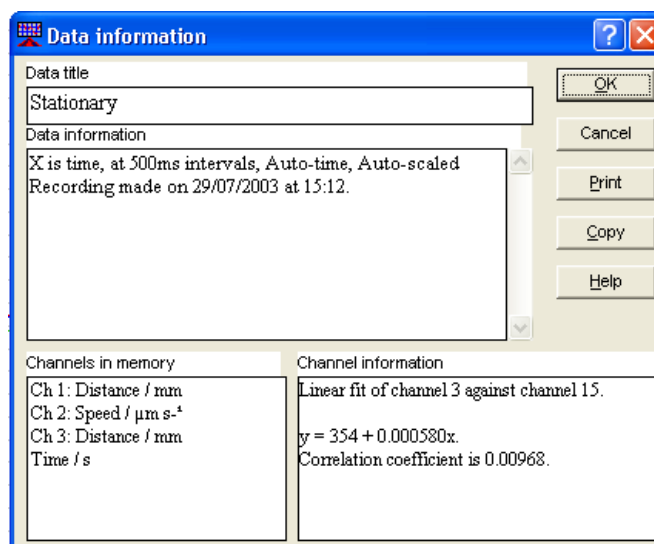 Data information
Data title
Stationary
Data information
X is time, at 500ms intervals, Auto-time, Auto-scaled
Recording made on 29/07/2003 at 15:12.
OK
Cancel
Print
Copy
Help
Channels in memory
Ch 1: Distance / mm
Ch 2: Speed / µm s-¹
Ch 3: Distance / mm
Time / s
Channel information
Linear fit of channel 3 against channel 15.
y = 354 + 0.000580x.
Correlation coefficient is 0.00968.